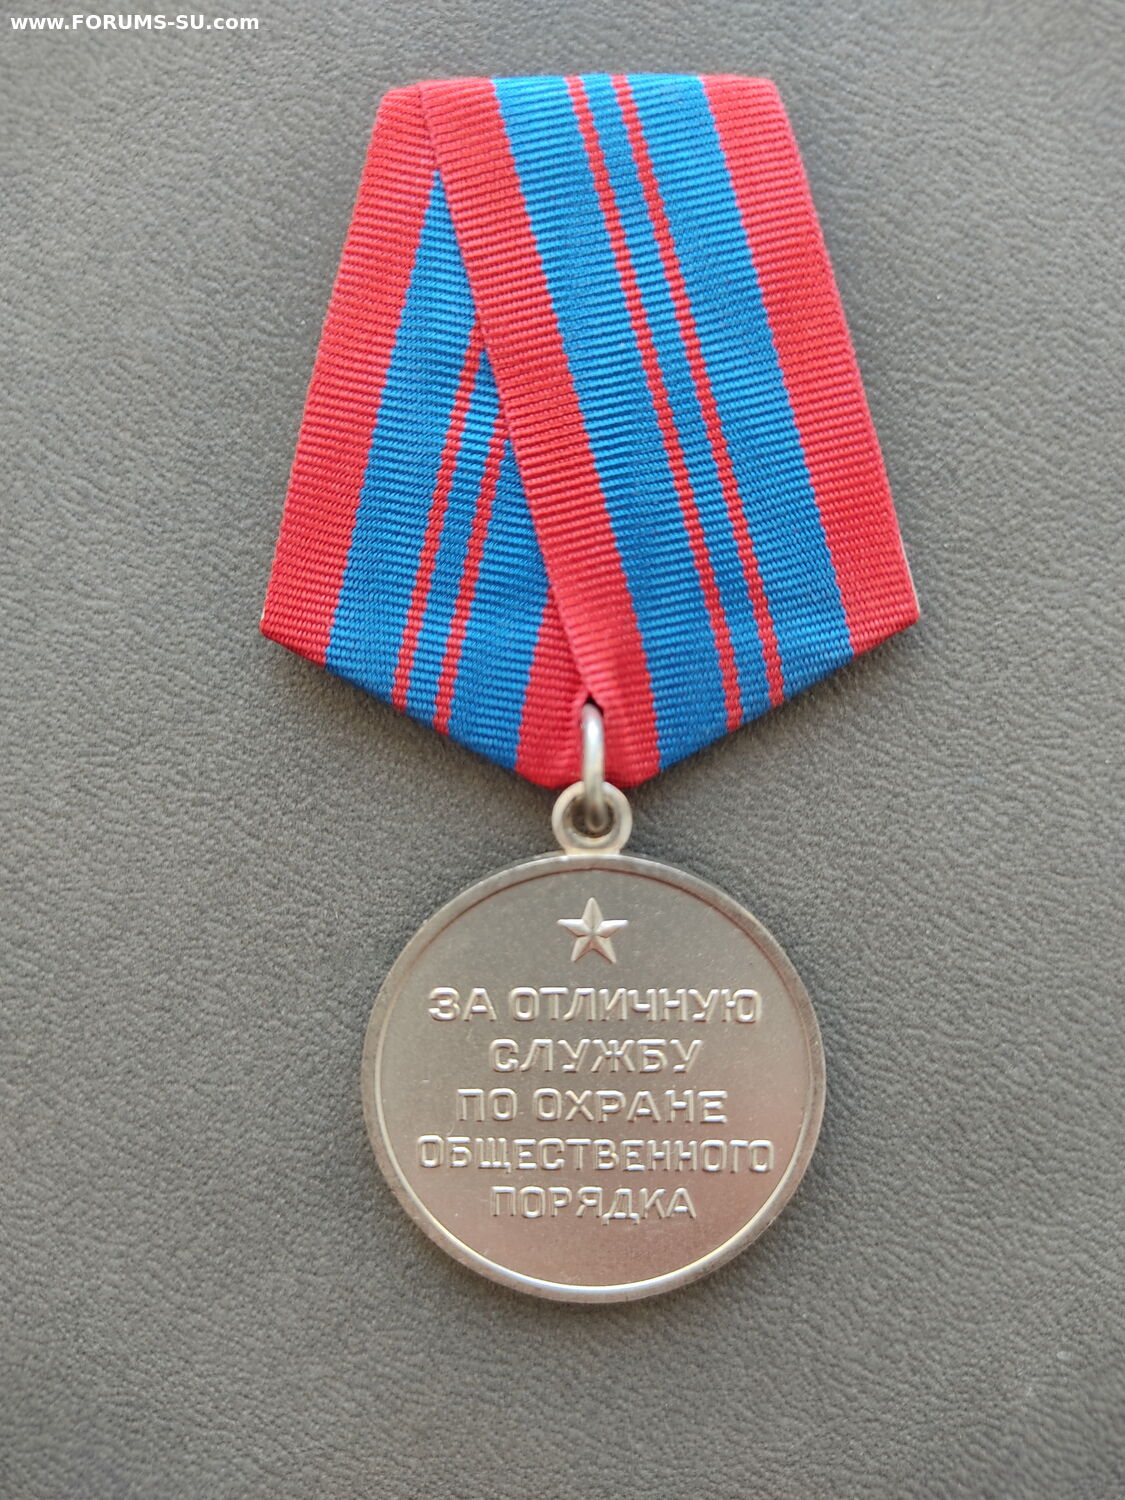 www.FORUMS-SU.com
ЗА ОТЛИЧНУЮ
СЛУЖБУ
ПО ОХРАНЕ
ОБЩЕСТВЕННОГО
ПОРЯДКА